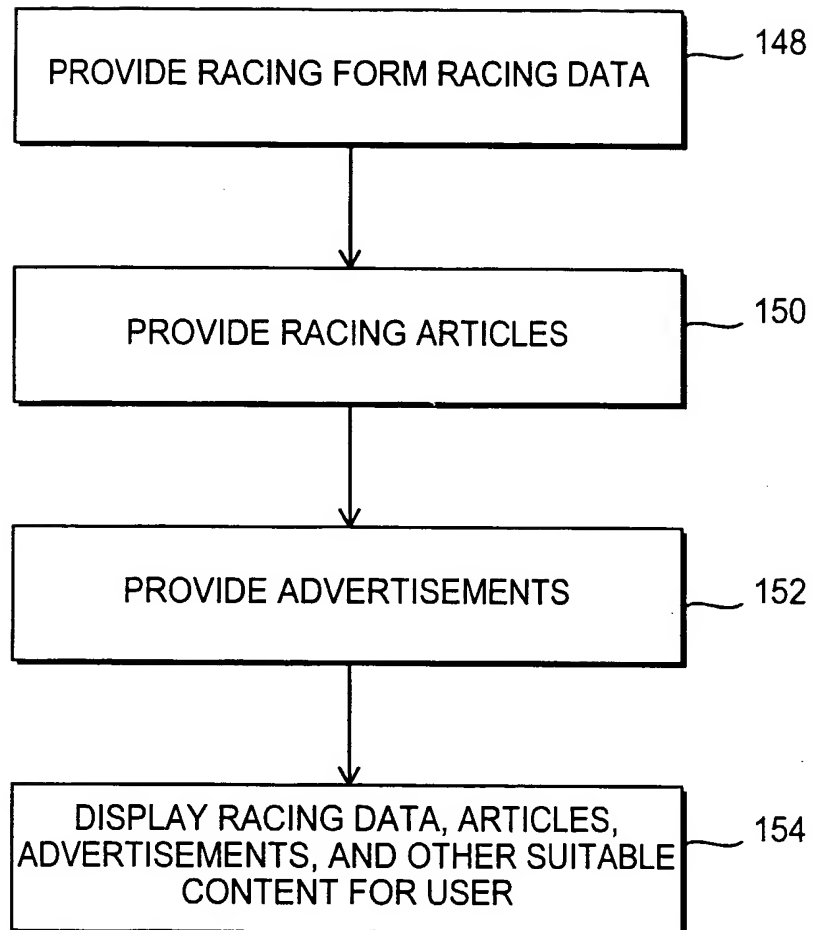 PROVIDE RACING FORM RACING DATA
148
PROVIDE RACING ARTICLES
150
PROVIDE ADVERTISEMENTS
152
DISPLAY RACING DATA, ARTICLES,
ADVERTISEMENTS, AND OTHER SUITABLE
CONTENT FOR USER
154